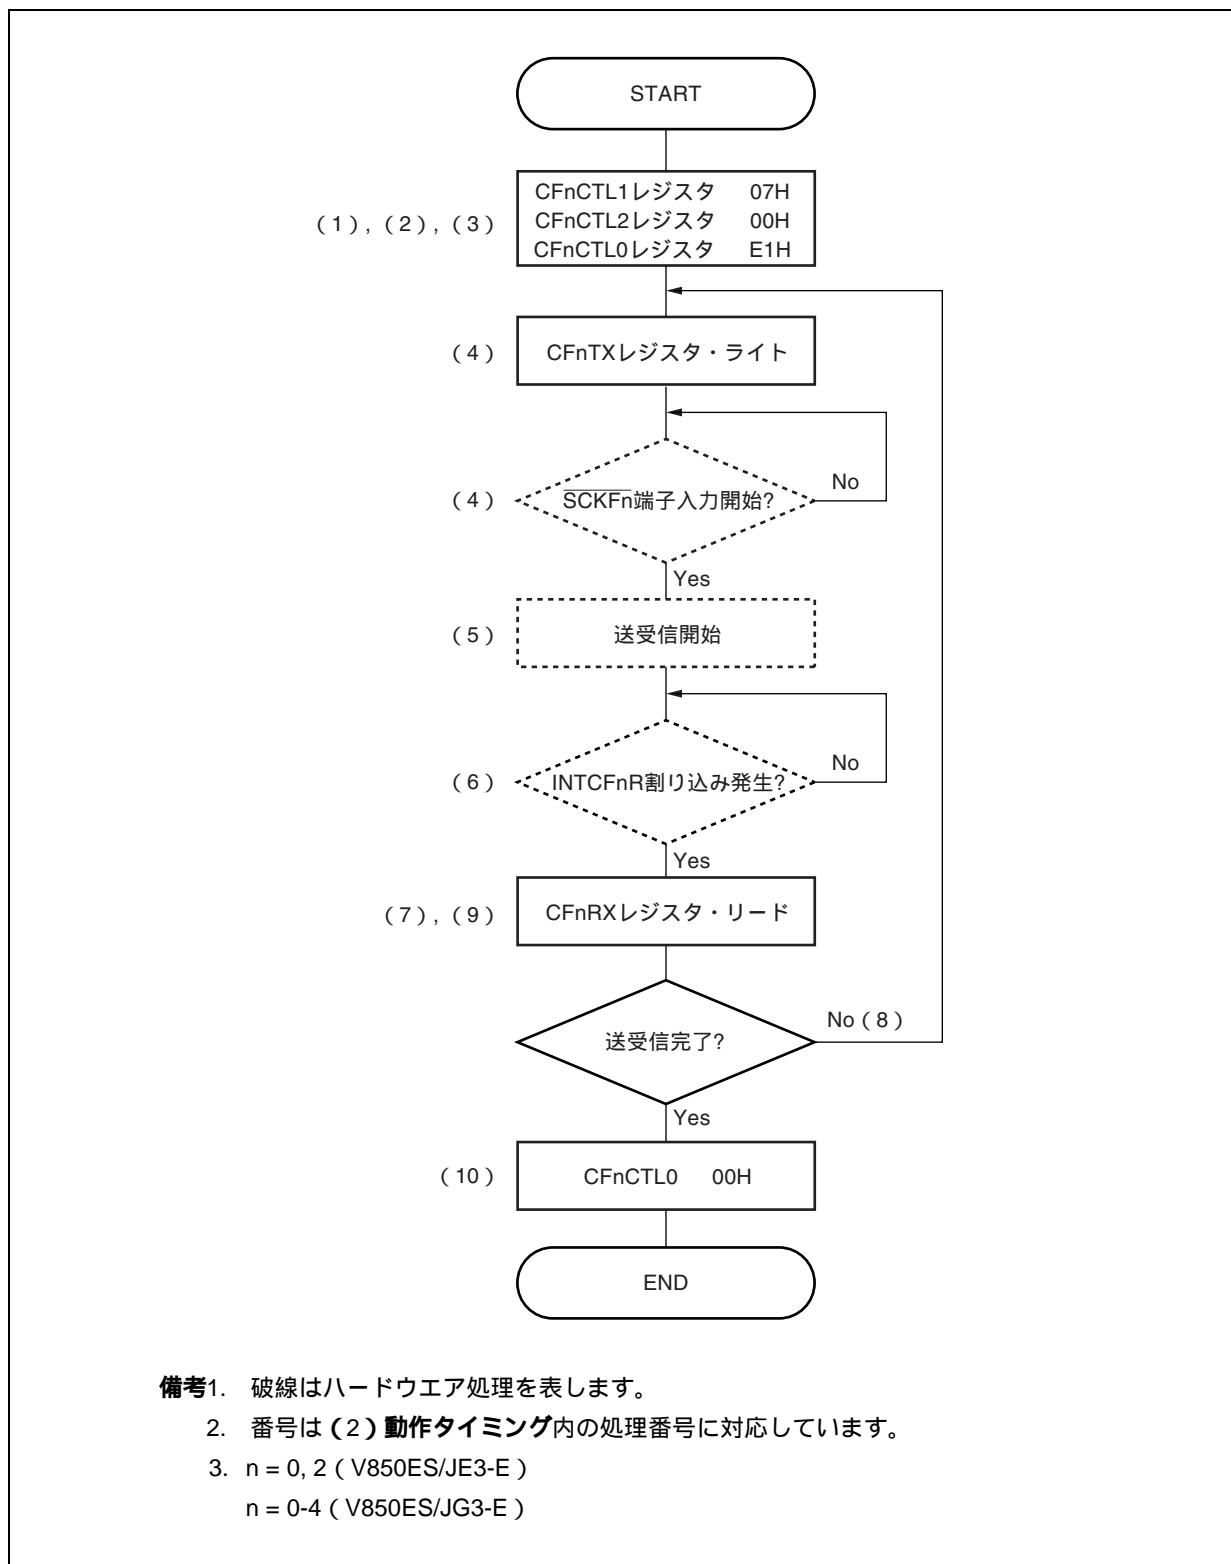 START
(1), (2), (3)
CFnCTL1レジスタ 07H
CFnCTL2レジスタ 00H
CFnCTL0レジスタ E1H
(4)
CFnTXレジスタ・ライト
(4)
SCKFn端子入力開始?
No
Yes
(5)
送受信開始
(6)
INTCFnR割り込み発生?
No
Yes
(7), (9)
CFnRXレジスタ・リード
送受信完了?
No(8)
Yes
(10)
CFnCTL0 00H
END
備考1. 破線はハードウエア処理を表します。
2. 番号は(2)動作タイミング内の処理番号に対応しています。
3. n = 0, 2(V850ES/JE3-E)
n = 0-4(V850ES/JG3-E)